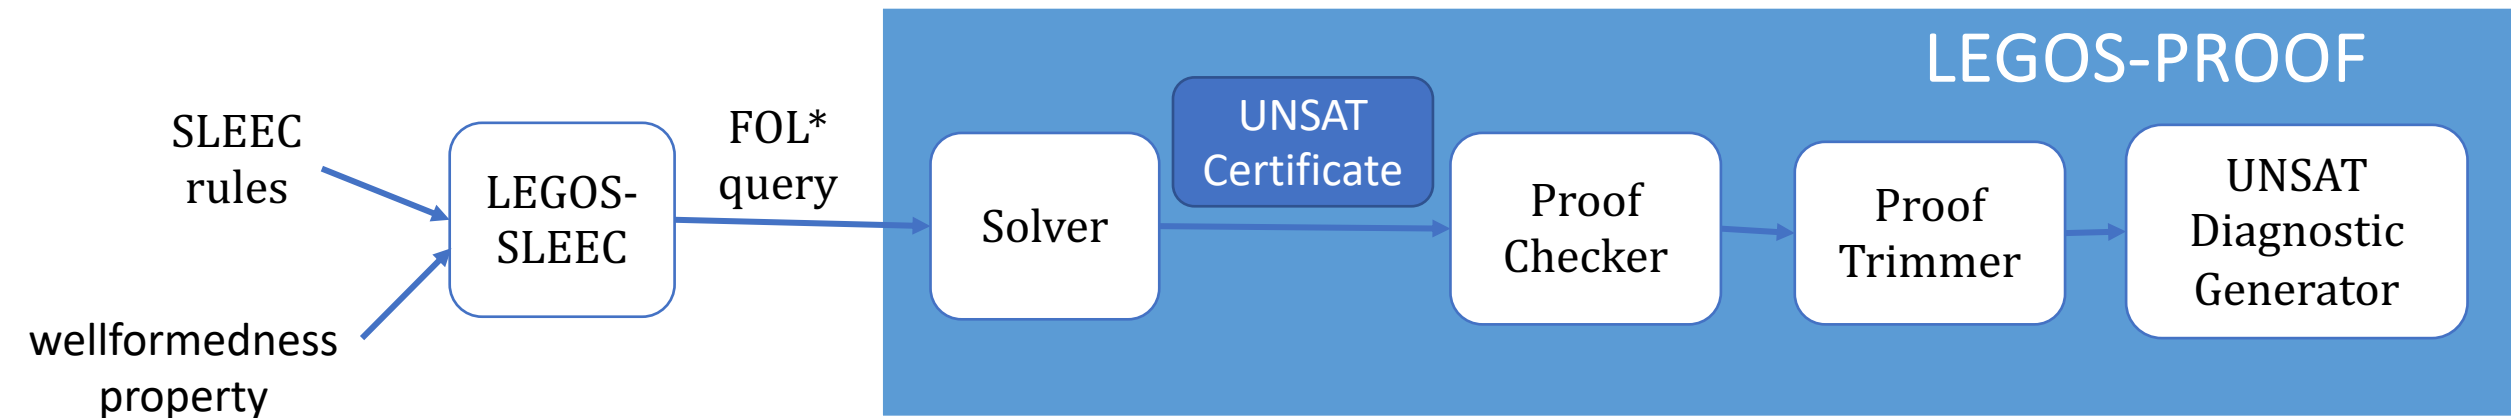 LEGOS-PROOF
SLEEC
rules
wellformedness
property
LEGOS-
SLEEC
FOL*
query
Solver
UNSAT
Certificate
Proof
Checker
Proof
Trimmer
UNSAT
Diagnostic
Generator